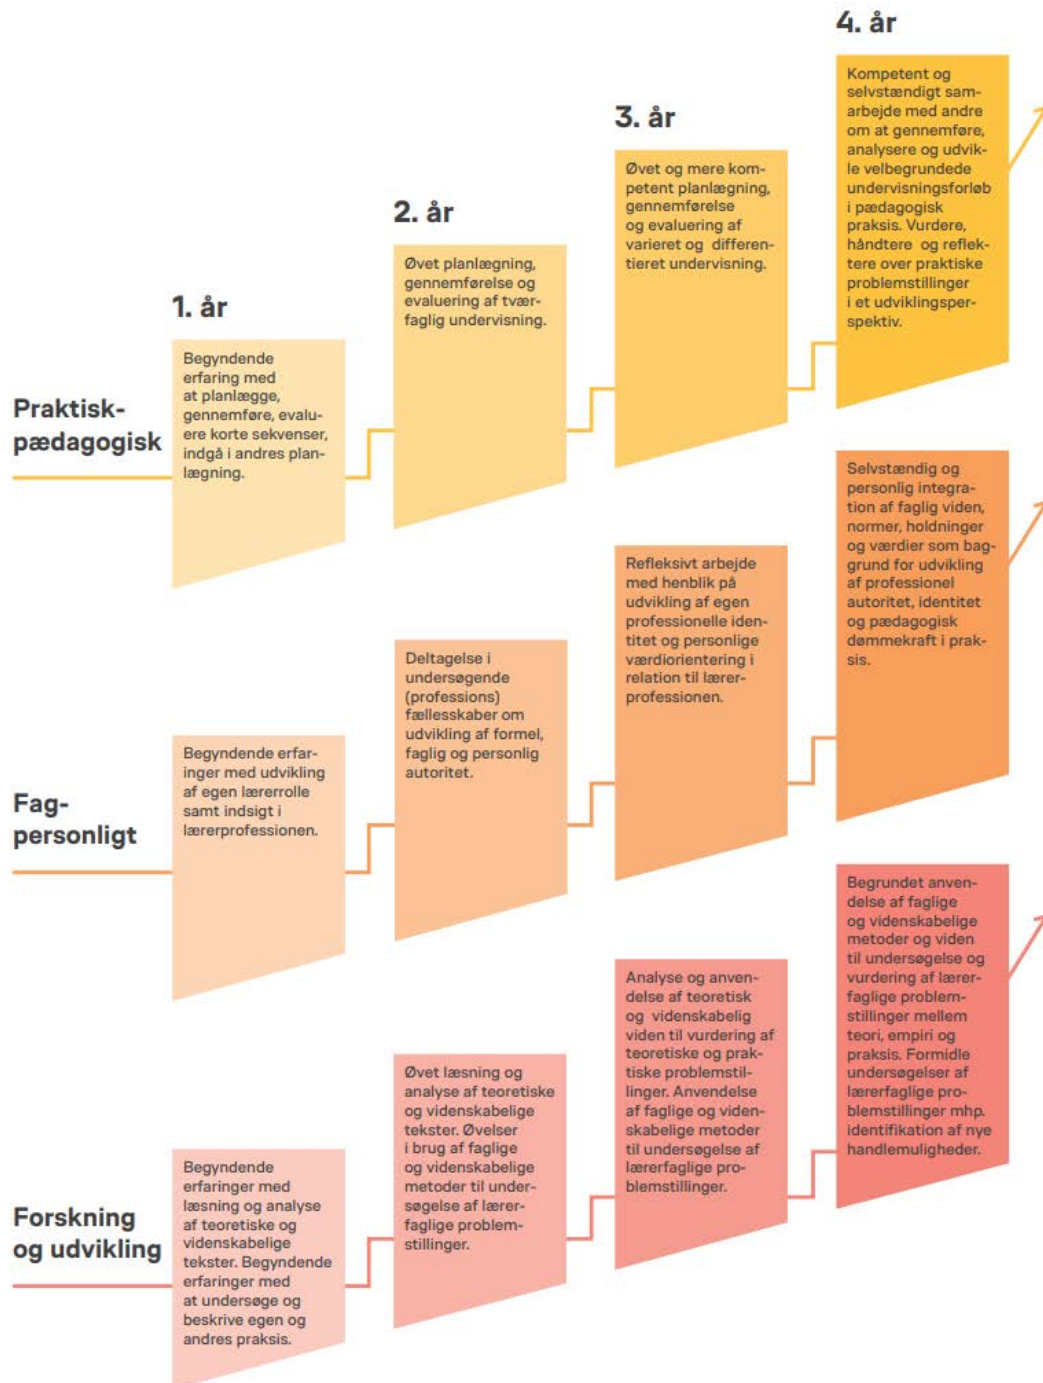 1. år
2. år
3. år
4. år
Praktisk-
pædagogisk
Begyndende
erfaring med
at planlægge,
gennemføre, evalu-
ere korte sekvenser,
indgå i andres plan-
lægning.
Øvet planlægning,
gennemførelse og
evaluering af tvær-
faglig undervisning.
Øvet og mere kom-
petent planlægning,
gennemførelse
og evaluering af
varieret og differen-
tieret undervisning.
Kompetent og
selvstændigt sam-
arbejde med andre
om at gennemføre,
analysere og udvik-
le velbegrundede
undervisningsforløb
i pædagogisk
praksis. Vurdere,
håndtere og reflek-
tere over praktiske
problemstillinger
i et udviklingsper-
spektiv.
Fag-
personligt
Begyndende erfar-
inger med udvikling
af egen lærerrolle
samt indsigt i
lærerprofessionen.
Deltagelse i
undersøgende
(professions)
fællesskaber om
udvikling af formel,
faglig og personlig
autoritet.
Refleksivt arbejde
med henblik på
udvikling af egen
professionelle iden-
titet og personlige
værdiorientering i
relation til lærer-
professionen.
Selvstændig og
personlig integra-
tion af faglig viden,
normer, holdninger
og værdier som bag-
grund for udvikling
af professionel
autoritet, identitet
og pædagogisk
dømmekraft i prak-
sis.
Forskning
og udvikling
Begyndende
erfaringer med
læsning og analyse
af teoretiske og
videnskabelige
tekster. Begyndende
erfaringer med
at undersøge og
beskrive egen og
andres praksis.
Øvet læsning og
analyse af teoretiske
og videnskabelige
tekster. Øvelser
i brug af faglige
og videnskabelige
metoder til under-
søgelse af lærer-
faglige problem-
stillinger.
Analyse og anven-
delse af teoretisk
og videnskabelig
viden til vurdering af
teoretiske og prak-
tiske problemstil-
linger. Anvendelse
af faglige og viden-
skabelige metoder
til undersøgelse af
lærerfaglige pro-
blemstillinger.
Begrundet anven-
delse af faglige
og videnskabelige
metoder og viden
til undersøgelse og
vurdering af lærer-
faglige problem-
stillinger mellem
teori, empiri og
praksis. Formidle
undersøgelser af
lærerfaglige pro-
blemstillinger mhp.
identifikation af nye
handlemuligheder.